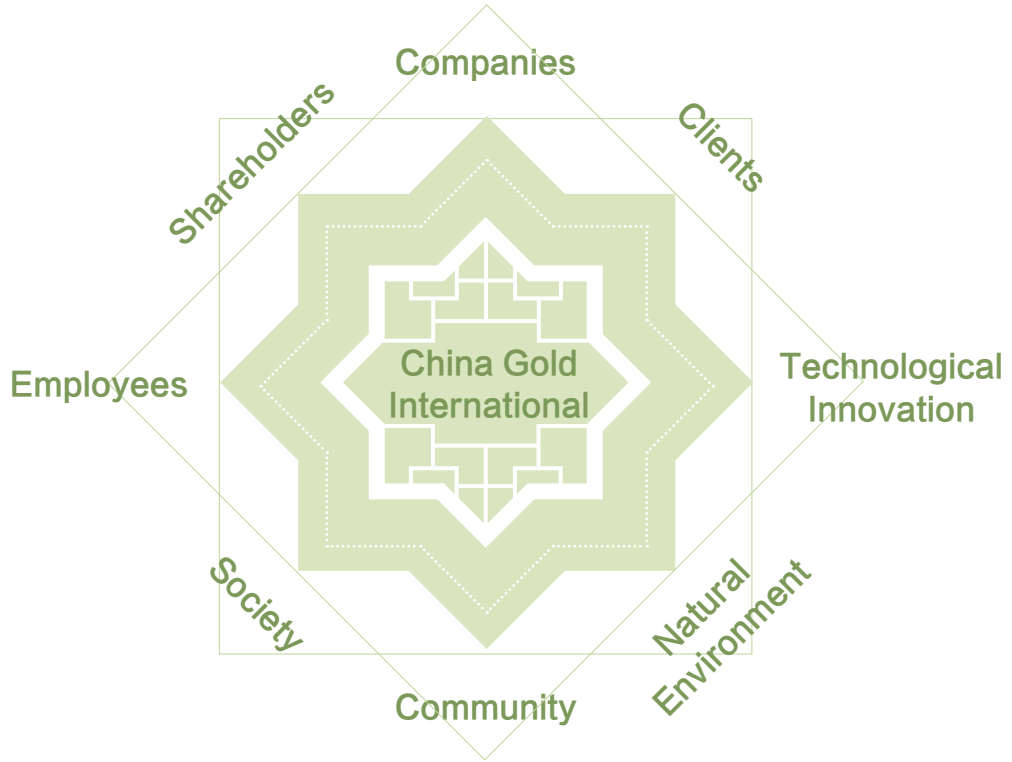 Companies
Shareholders
Clients
China Gold
International
Employees
Technological
Innovation
Society
Natural
Environment
Community